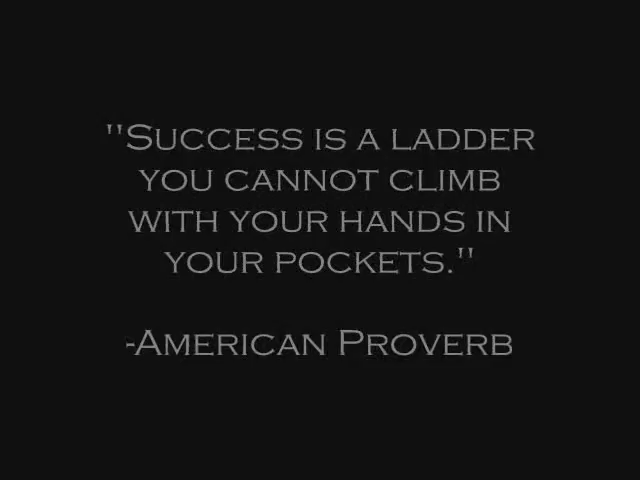 "Success is a ladder
you cannot climb
with your hands in
your pockets."
-American Proverb